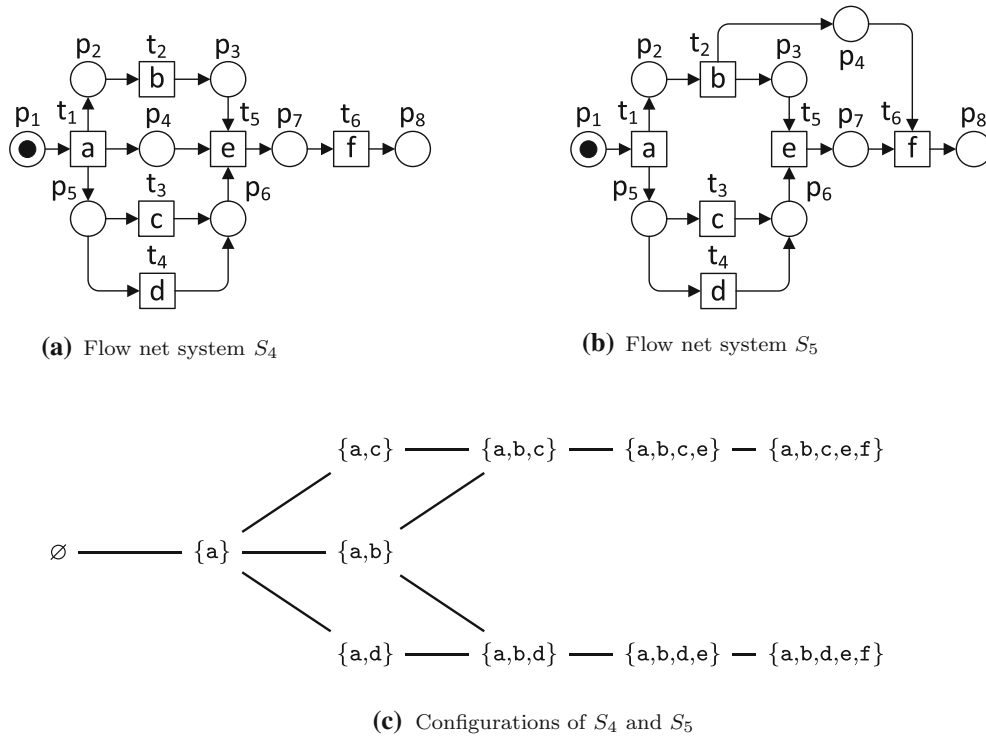 p2 t2 p3
b
p1 t1 p4 t5 p7 t6 p8
a e f
p5 t3 p6
c
t4
d
(a) Flow net system S4
p2 t2 p3 p4
b
p1 t1 t5 p7 t6 p8
a e f
p5 t3 p6
c
t4
d
(b) Flow net system S5
{a,c} {a,b,c} {a,b,c,e} {a,b,c,e,f}
∅ {a} {a,b}
{a,d} {a,b,d} {a,b,d,e} {a,b,d,e,f}
(c) Configurations of S4 and S5